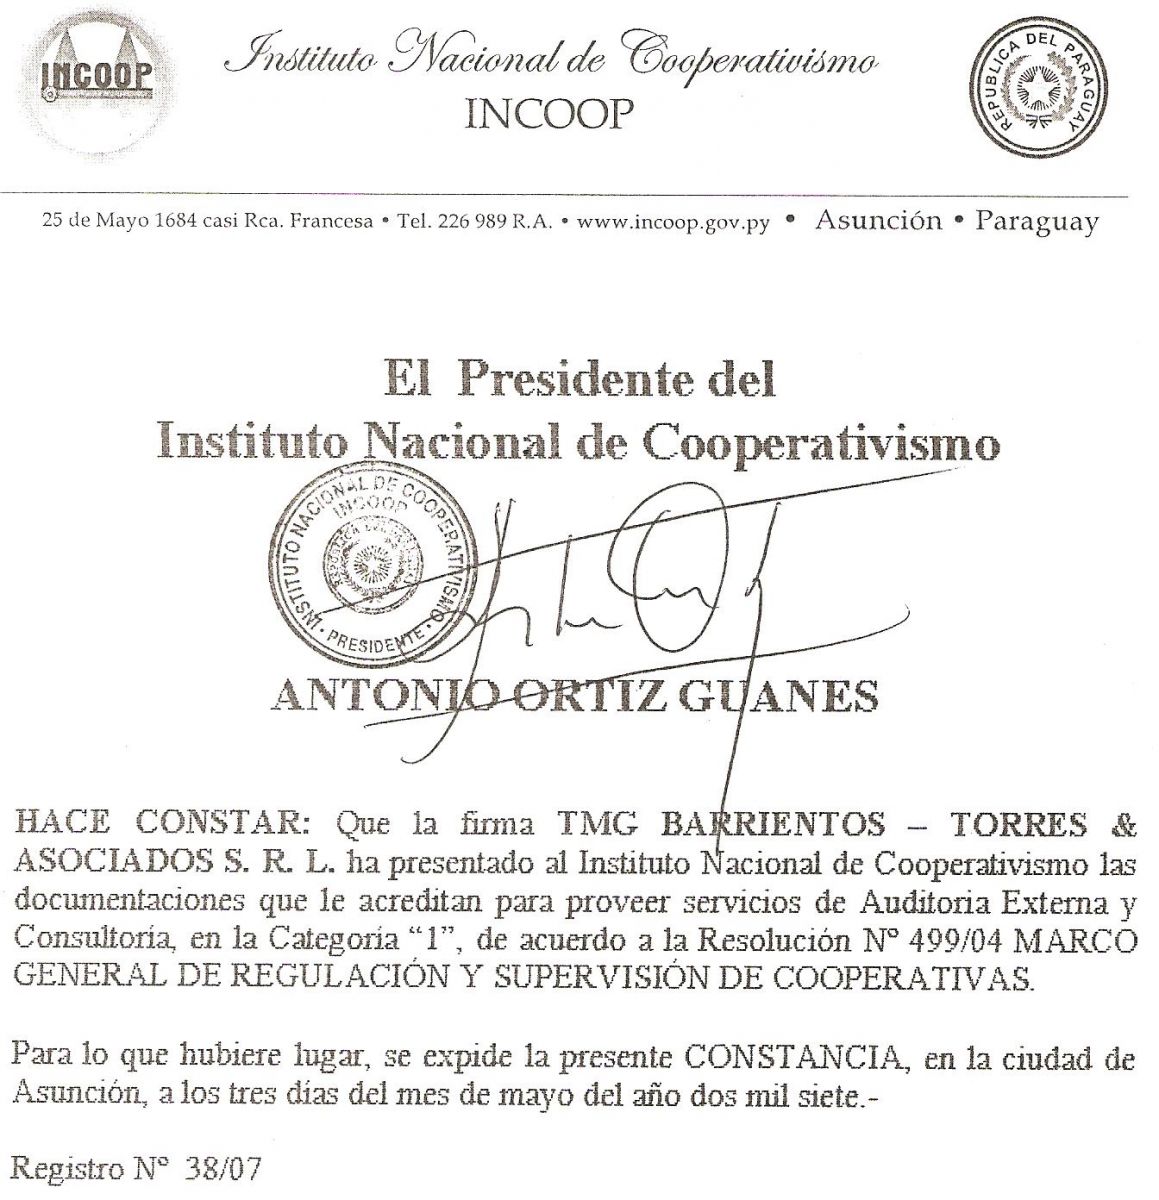 INCOOP
Instituto Nacional de Cooperativismo
INCOOP
REPUBLICA DEL PARAGUAY
25 de Mayo 1684 casi Rca. Francesa • Tel. 226 989 R.A. • www.incoop.gov.py • Asunción • Paraguay
El Presidente del
Instituto Nacional de Cooperativismo
INSTITUTO NACIONAL DE COOPERATIVISMO
INCOOP
· PRESIDENTE ·
ANTONIO ORTIZ GUANES
HACE CONSTAR: Que la firma TMG BARRIENTOS – TORRES &
ASOCIADOS S. R. L. ha presentado al Instituto Nacional de Cooperativismo las
documentaciones que le acreditan para proveer servicios de Auditoria Externa y
Consultoría, en la Categoría “1”, de acuerdo a la Resolución Nº 499/04 MARCO
GENERAL DE REGULACIÓN Y SUPERVISIÓN DE COOPERATIVAS.
Para lo que hubiere lugar, se expide la presente CONSTANCIA, en la ciudad de
Asunción, a los tres días del mes de mayo del año dos mil siete.-
Registro Nº 38/07